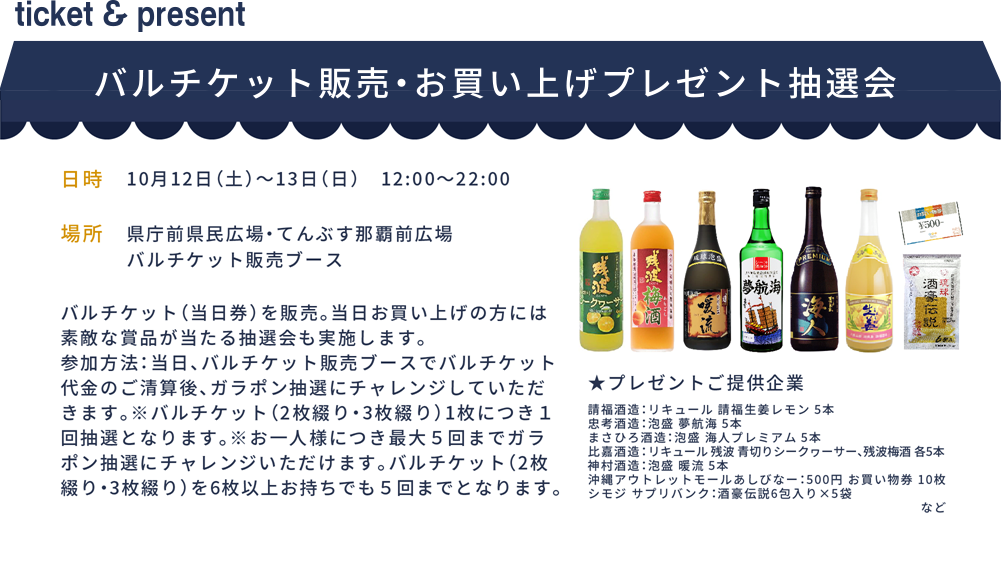 ticket & present
バルチケット販売・お買い上げプレゼント抽選会
日時 10月12日（土）〜13日（日） 12:00〜22:00
場所 県庁前県民広場・てんぶす那覇前広場
バルチケット販売ブース
バルチケット（当日券）を販売。当日お買い上げの方には
素敵な賞品が当たる抽選会も実施します。
参加方法：当日、バルチケット販売ブースでバルチケット
代金のご清算後、ガラポン抽選にチャレンジしていただ
きます。※バルチケット（2枚綴り・3枚綴り）1枚につき１
回抽選となります。※お一人様につき最大５回までガラ
ポン抽選にチャレンジいただけます。バルチケット（2枚
綴り・3枚綴り）を6枚以上お持ちでも５回までとなります。
残波
シークワーサー
残波
梅酒
琉球泡盛
暖流
夢航海
PREMIUM
海人
生姜
¥500-
琉球
酒豪伝説
6包入
★プレゼントご提供企業
請福酒造：リキュール 請福生姜レモン 5本
忠孝酒造：泡盛 夢航海 5本
まさひろ酒造：泡盛 海人プレミアム 5本
比嘉酒造：リキュール 残波 青切りシークヮーサー、残波梅酒 各5本
神村酒造：泡盛 暖流 5本
沖縄アウトレットモールあしびなー：500円 お買い物券 10枚
シモジ サプリバンク：酒豪伝説6包入り×5袋
など